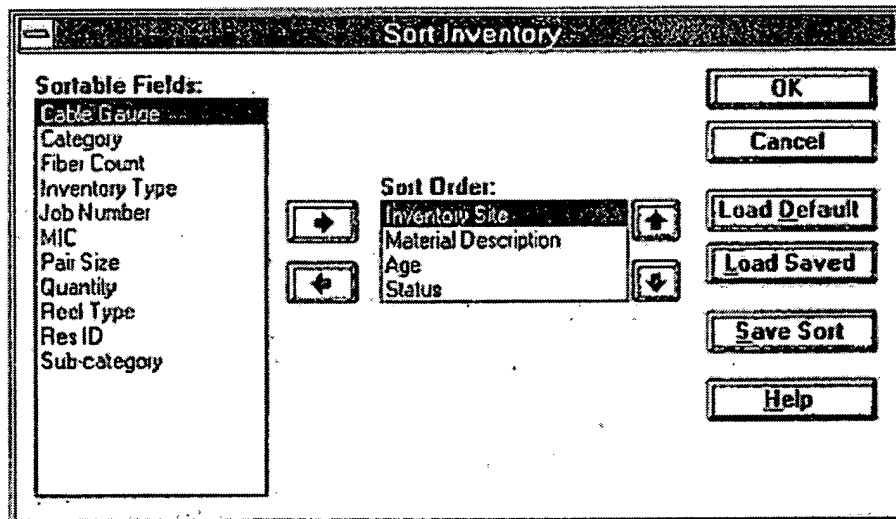 Sort Inventory
Sortable Fields:
Cable Gauge
Category
Fiber Count
Inventory Type
Job Number
MIC
Pair Size
Quantity
Reel Type
Res ID
Sub-category
Sort Order:
Inventory Site
Material Description
Age
Status
OK
Cancel
Load Default
Load Saved
Save Sort
Help